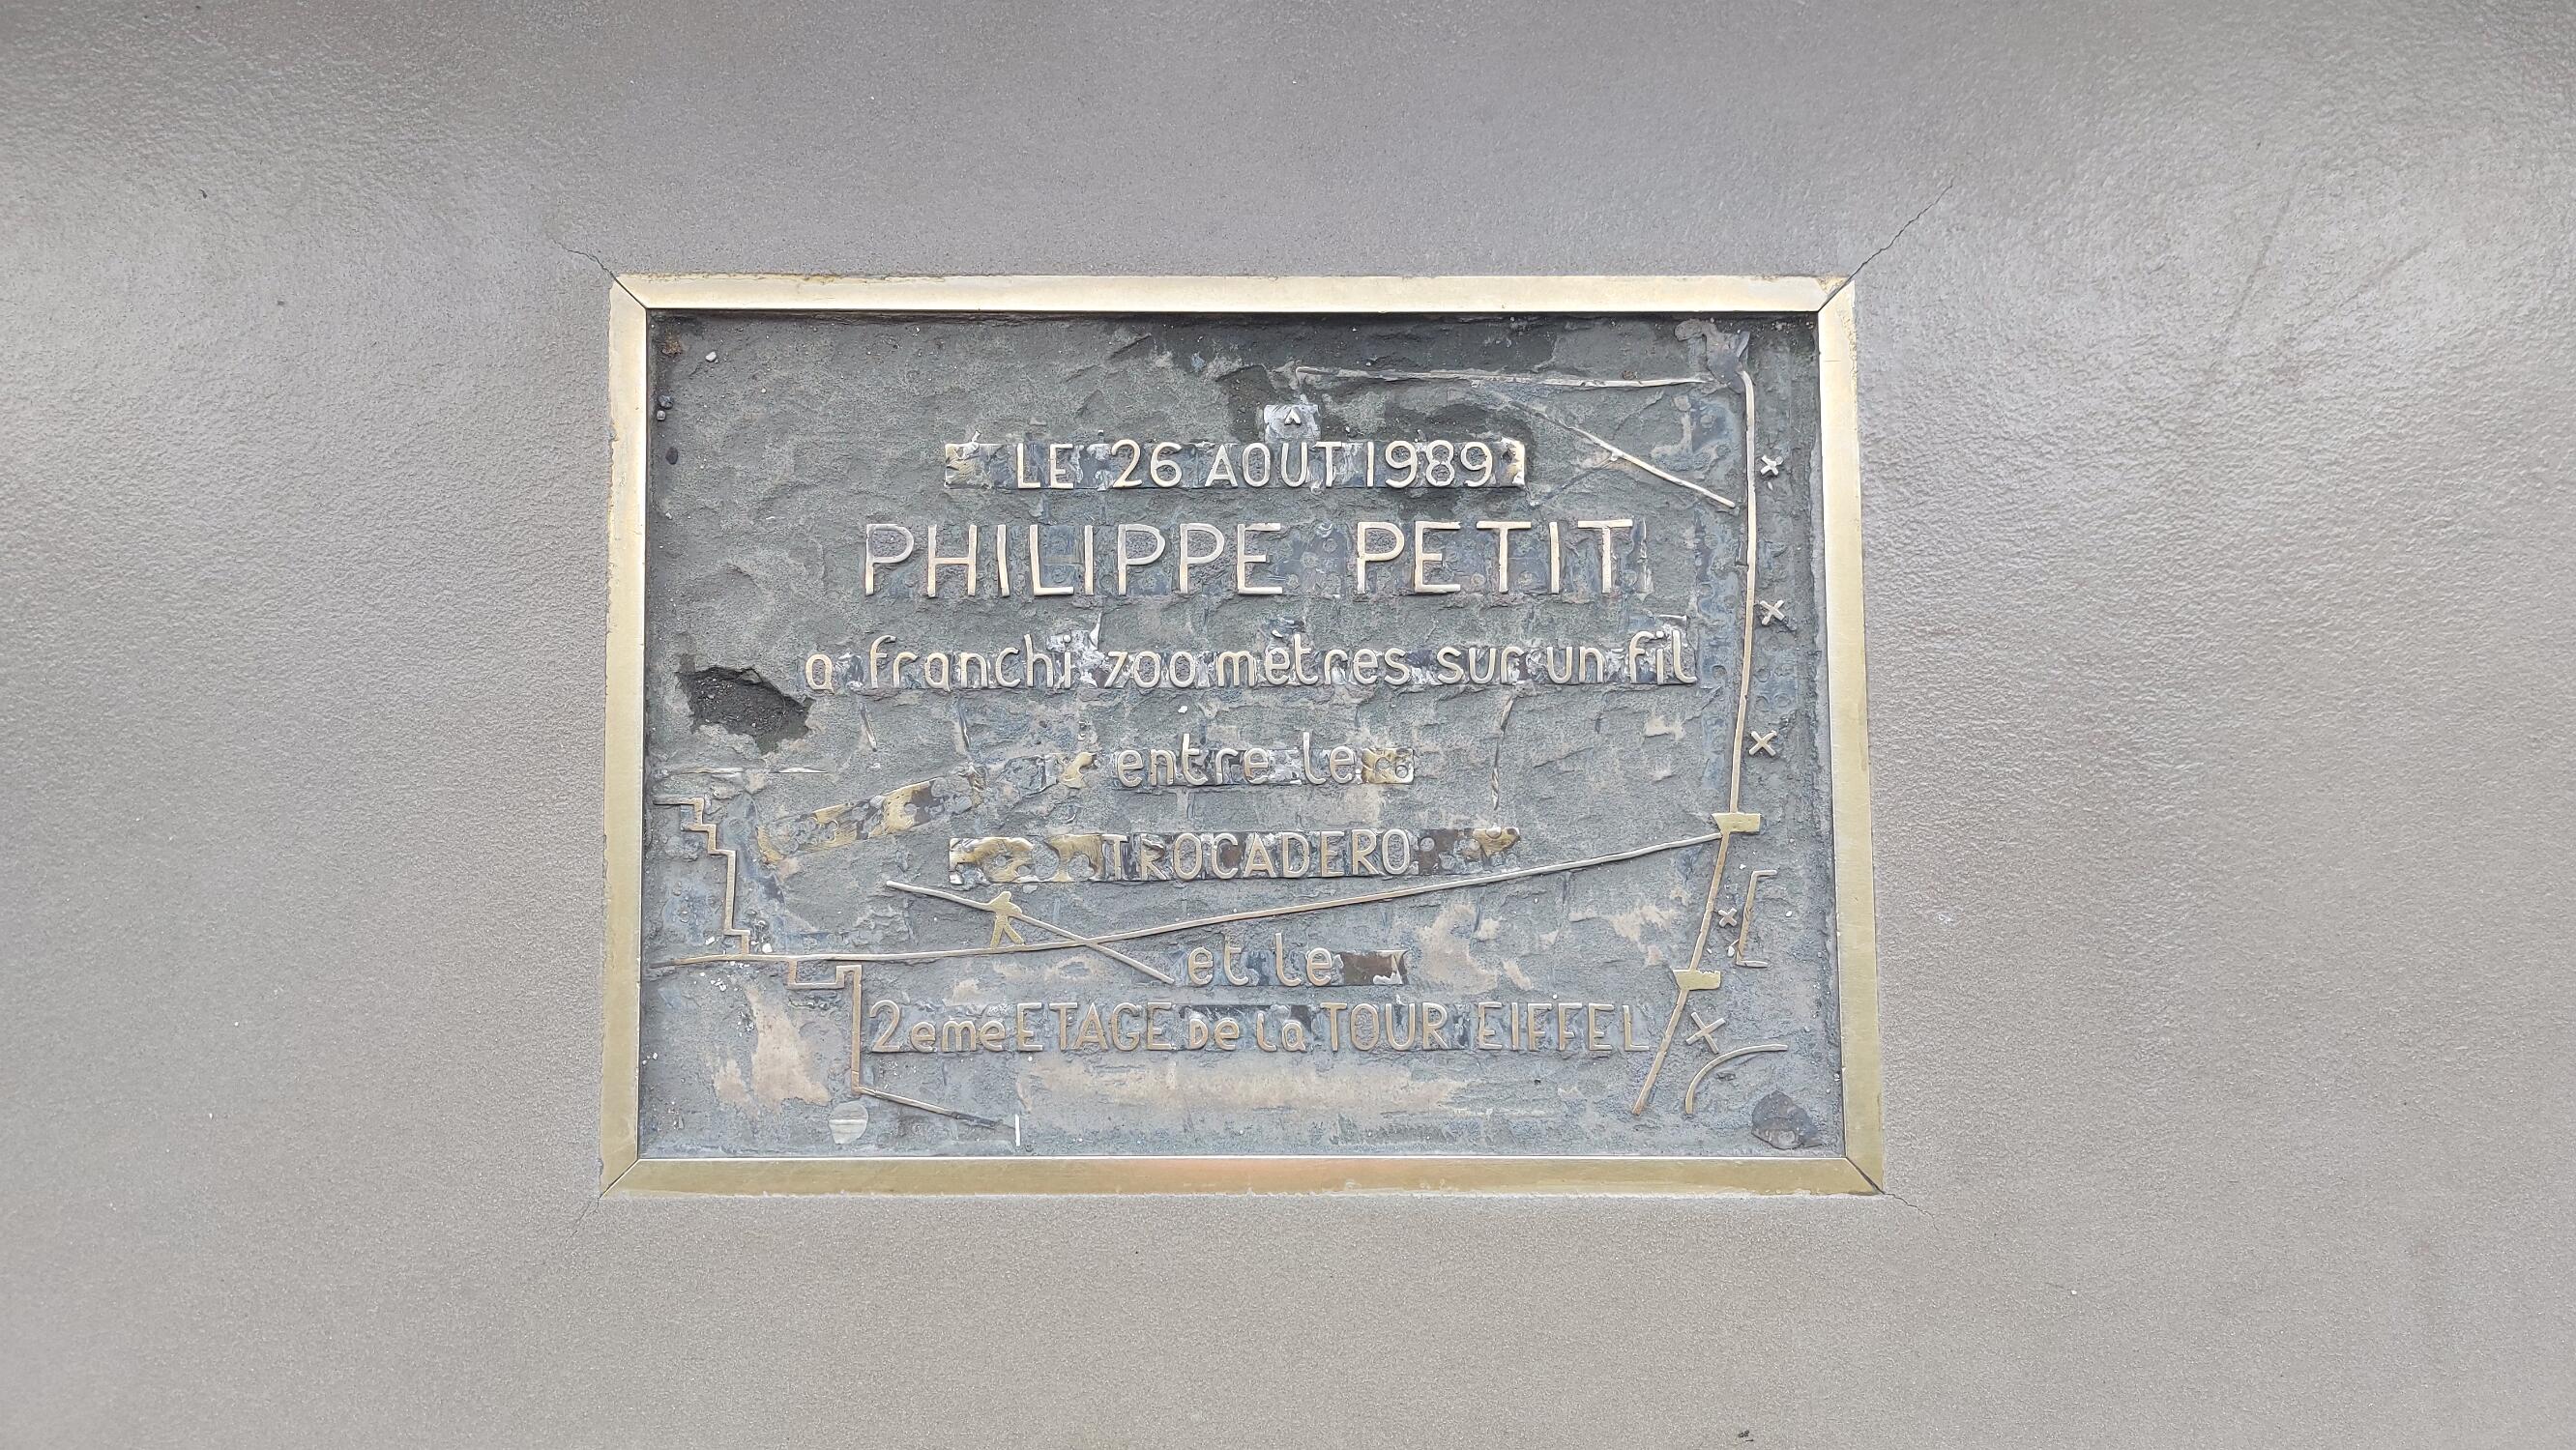 LE 26 AOUT 1989
PHILIPPE PETIT
a franchi 700 mètres sur un fil
entre le
TROCADERO
et le
2eme ETAGE De La TOUR EIFFEL